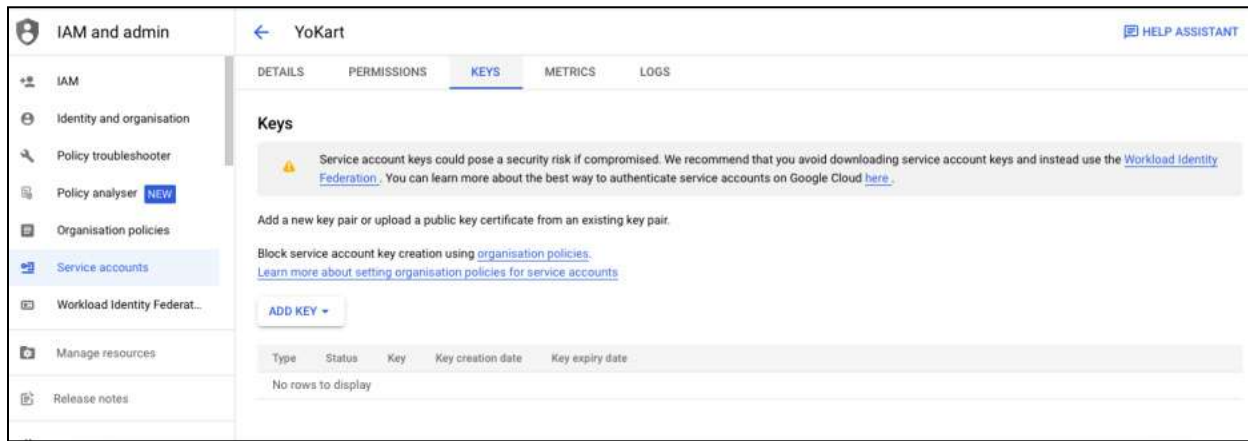 IAM and admin
YoKart
HELP ASSISTANT
IAM
Identity and organisation
Policy troubleshooter
Policy analyser NEW
Organisation policies
Service accounts
Workload Identity Federat...
Manage resources
Release notes
DETAILS PERMISSIONS KEYS METRICS LOGS
Keys
Service account keys could pose a security risk if compromised. We recommend that you avoid downloading service account keys and instead use the Workload Identity
Federation . You can learn more about the best way to authenticate service accounts on Google Cloud here .
Add a new key pair or upload a public key certificate from an existing key pair.
Block service account key creation using organisation policies.
Learn more about setting organisation policies for service accounts
ADD KEY
Type Status Key Key creation date Key expiry date
No rows to display